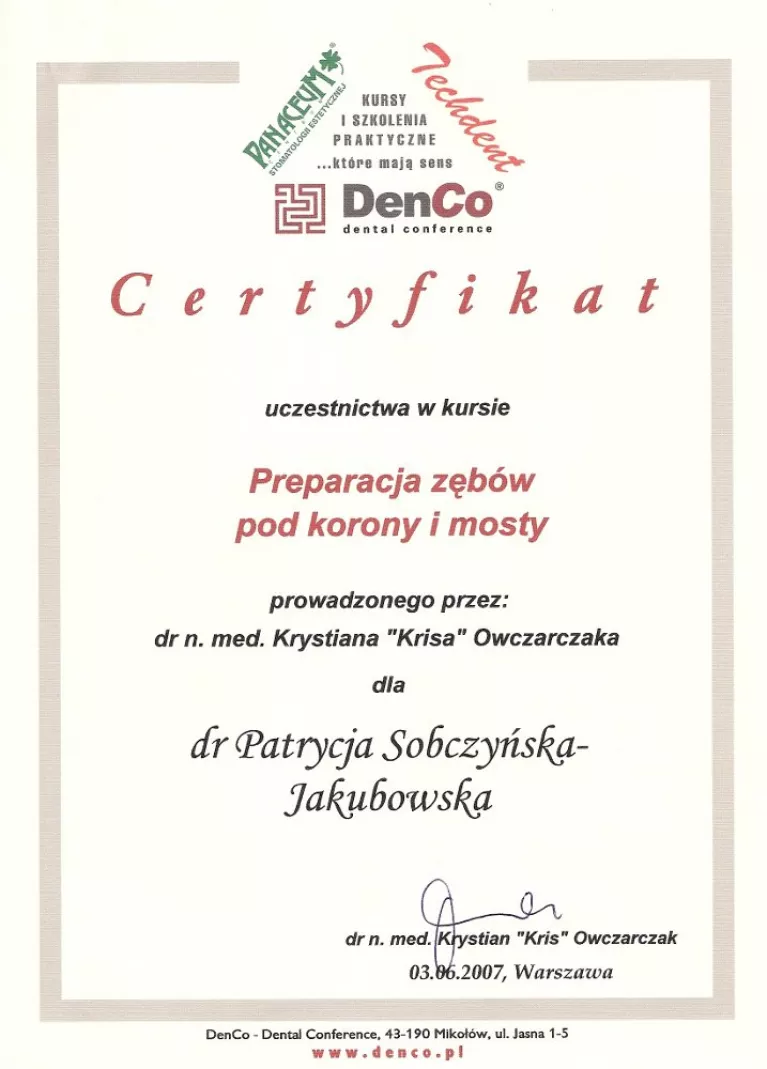 PANACEUM
STOMATOLOGII ESTETYCZNEJ
KURSY
I SZKOLENIA
PRAKTYCZNE
...które mają sens
Techdent
DenCo®
dental conference
Certyfikat
uczestnictwa w kursie
Preparacja zębów
pod korony i mosty
prowadzonego przez:
dr n. med. Krystiana "Krisa" Owczarczaka
dla
dr Patrycja Sobczyńska-
Jakubowska
dr n. med. Krystian "Kris" Owczarczak
03.06.2007, Warszawa
DenCo - Dental Conference, 43-190 Mikołów, ul. Jasna 1-5
www.denco.pl